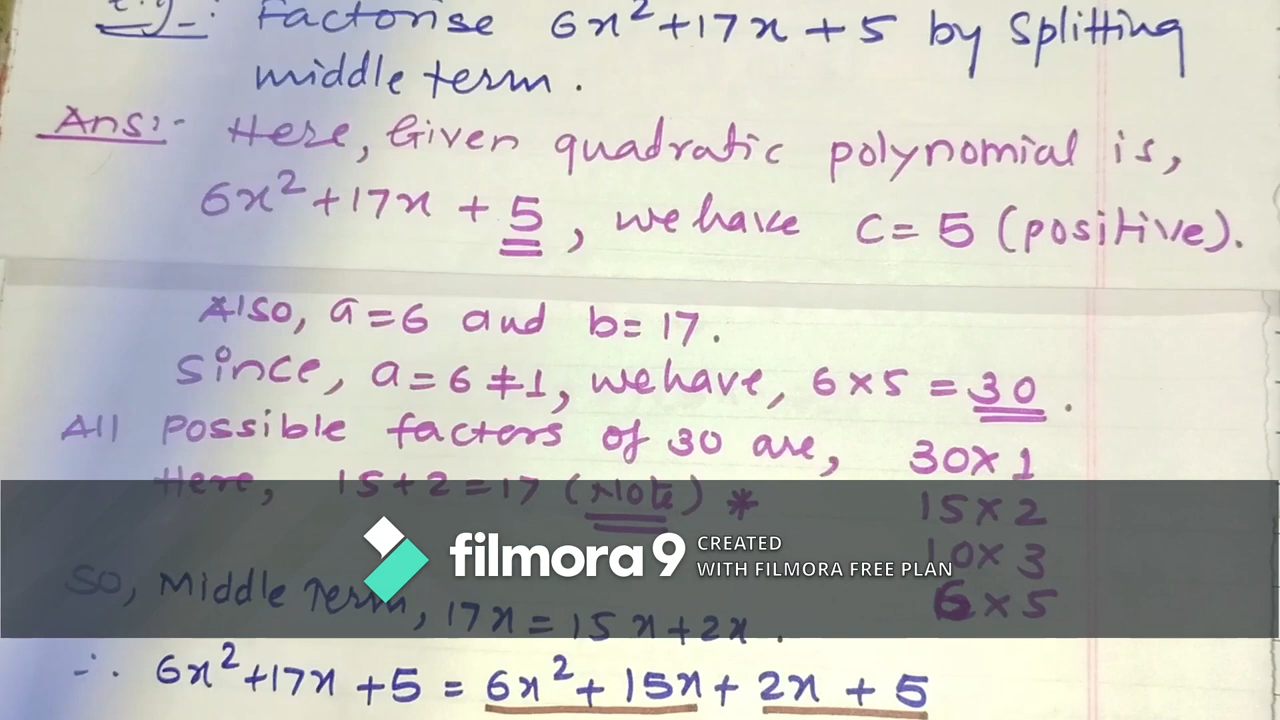 e.g.: Factorise 6x²+17x+5 by Splitting
middle term.
Ans:- Here, Given quadratic polynomial is,
6x²+17x+5, we have c=5 (positive).
Also, a=6 and b=17.
Since, a=6≠1, we have, 6×5=30.
All possible factors of 30 are, 30×1
Here, 15+2=17 (Note) * 15×2
filmora9 CREATED
WITH FILMORA FREE PLAN
10×3
So, Middle Term, 17x=15x+2x. 6×5
∴ 6x²+17x+5=6x²+15x+2x+5